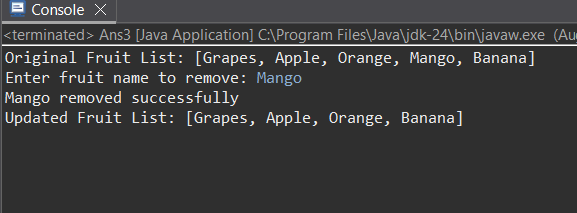 Console
<terminated> Ans3 [Java Application] C:\Program Files\Java\jdk-24\bin\javaw.exe (Au
Original Fruit List: [Grapes, Apple, Orange, Mango, Banana]
Enter fruit name to remove: Mango
Mango removed successfully
Updated Fruit List: [Grapes, Apple, Orange, Banana]